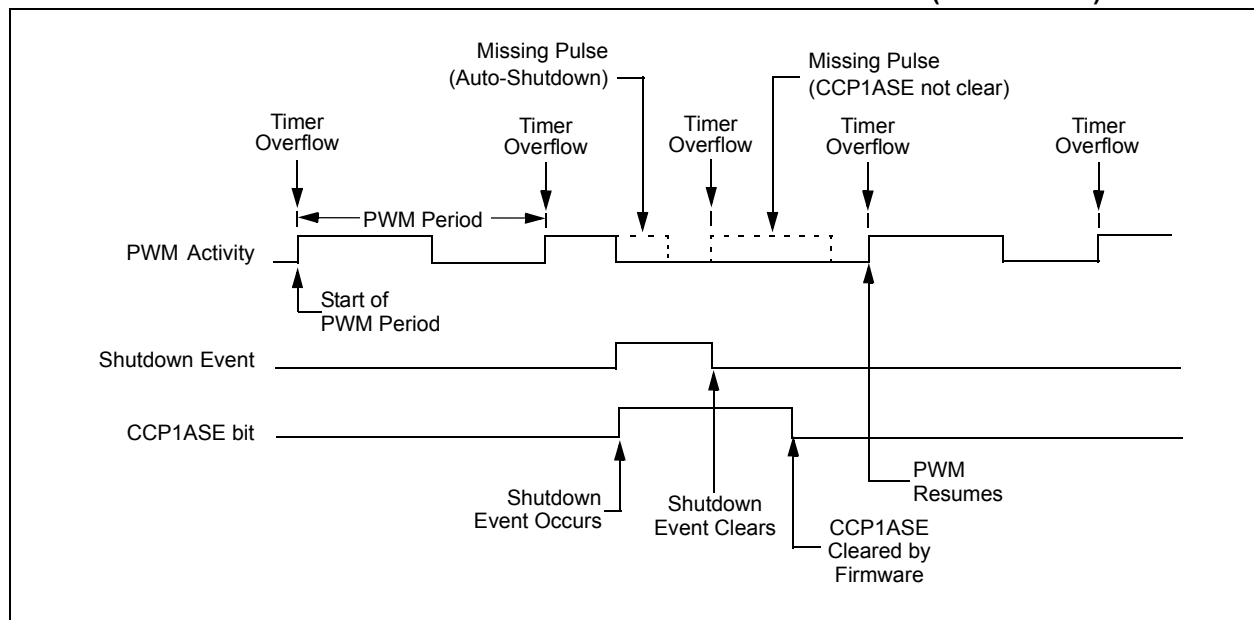 Missing Pulse
(Auto-Shutdown)
Missing Pulse
(CCP1ASE not clear)
Timer
Overflow
Timer
Overflow
Timer
Overflow
Timer
Overflow
Timer
Overflow
PWM Period
PWM Activity
Start of
PWM Period
Shutdown Event
CCP1ASE bit
Shutdown
Event Occurs
Shutdown
Event Clears
PWM
Resumes
CCP1ASE
Cleared by
Firmware